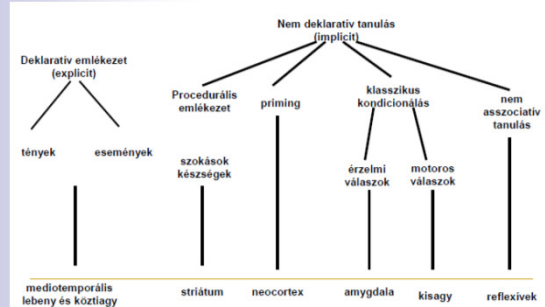 Nem deklaratív tanulás
(implicit)
Deklaratív emlékezet
(explicit)
Procedurális
emlékezet
priming
klasszikus
kondicionálás
nem
asszociatív
tanulás
tények
események
szokások
készségek
érzelmi
válaszok
motoros
válaszok
mediotemporális
lebeny és köztiagy
striátum
neocortex
amygdala
kisagy
reflexívek